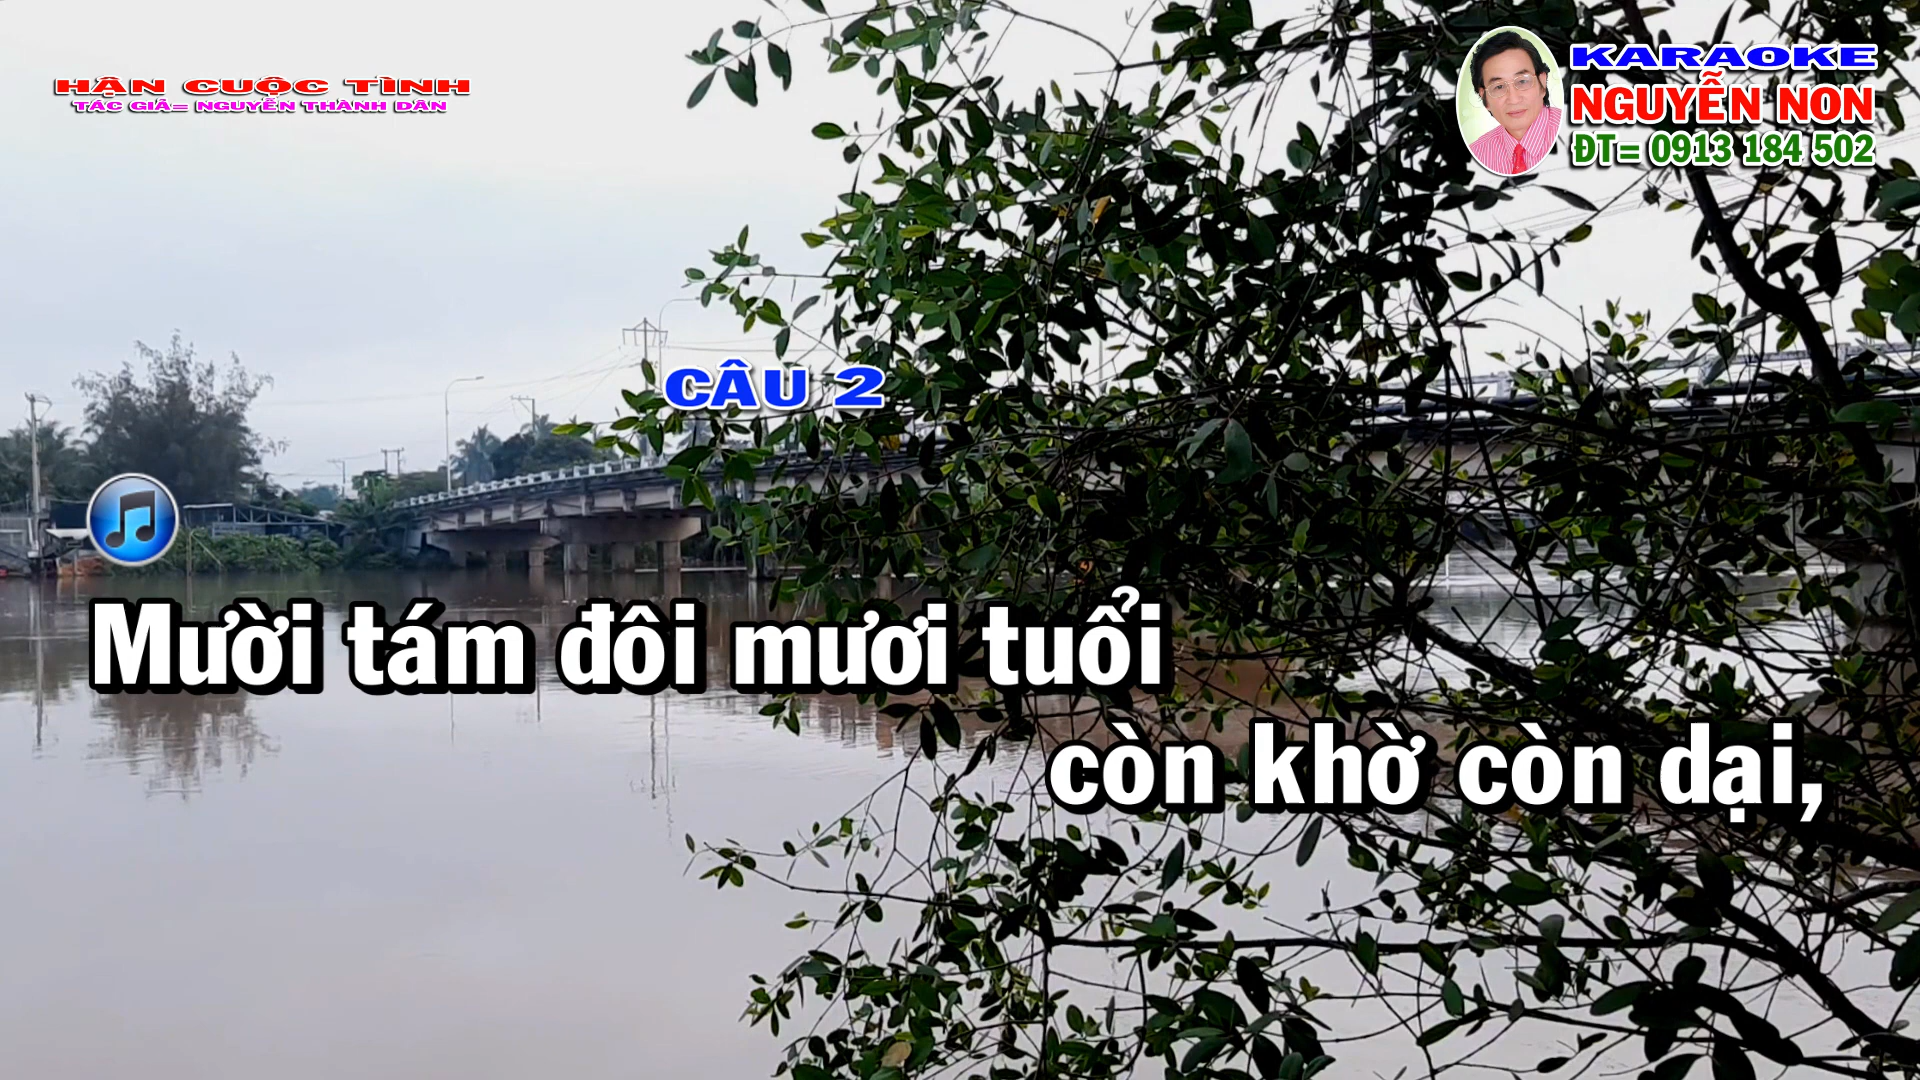 HẬN CUỘC TÌNH
TÁC GIẢ= NGUYỄN THÀNH DÂN
KARAOKE
NGUYỄN NON
ĐT= 0913 184 502
CÂU 2
Mười tám đôi mươi tuổi
còn khờ còn dại,